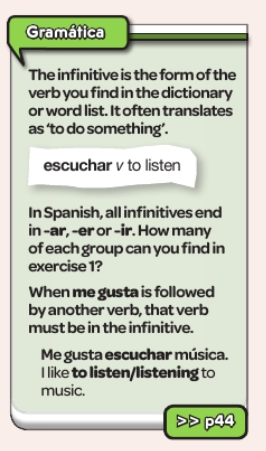 Gramática
The infinitive is the form of the
verb you find in the dictionary
or word list. It often translates
as 'to do something'.
escuchar v to listen
In Spanish, all infinitives end
in -ar, -er or -ir. How many
of each group can you find in
exercise 1?
When me gusta is followed
by another verb, that verb
must be in the infinitive.
Me gusta escuchar música.
I like to listen/listening to
music.
>> p44